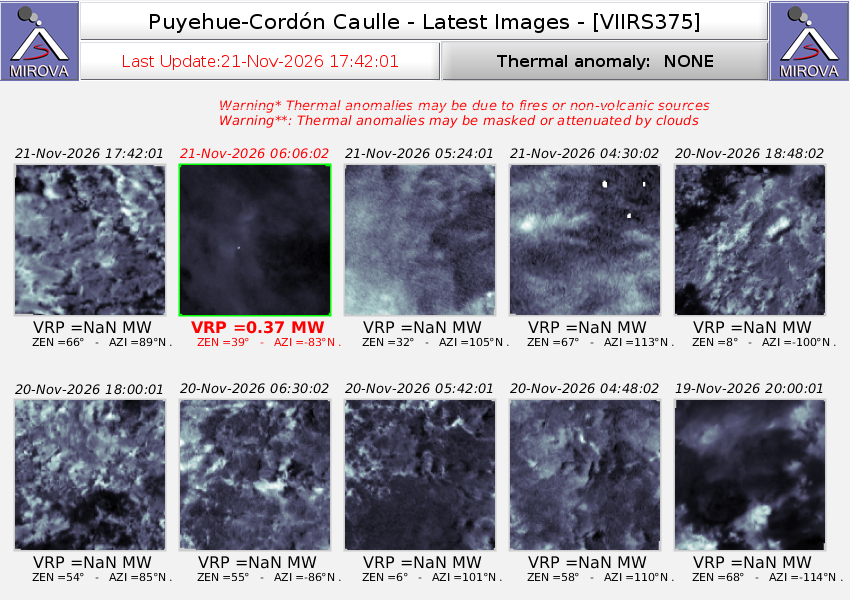 Puyehue-Cordón Caulle - Latest Images - [VIIRS375]
MIROVA
Last Update:21-Nov-2026 17:42:01
Thermal anomaly: NONE
MIROVA
Warning* Thermal anomalies may be due to fires or non-volcanic sources
Warning**: Thermal anomalies may be masked or attenuated by clouds
21-Nov-2026 17:42:01 21-Nov-2026 06:06:02 21-Nov-2026 05:24:01 21-Nov-2026 04:30:02 20-Nov-2026 18:48:02
VRP =NaN MW VRP =0.37 MW VRP =NaN MW VRP =NaN MW VRP =NaN MW
ZEN =66° - AZI =89°N . ZEN =39° - AZI =-83°N . ZEN =32° - AZI =105°N . ZEN =67° - AZI =113°N . ZEN =8° - AZI =-100°N .
20-Nov-2026 18:00:01 20-Nov-2026 06:30:02 20-Nov-2026 05:42:01 20-Nov-2026 04:48:02 19-Nov-2026 20:00:01
VRP =NaN MW VRP =NaN MW VRP =NaN MW VRP =NaN MW VRP =NaN MW
ZEN =54° - AZI =85°N . ZEN =55° - AZI =-86°N . ZEN =6° - AZI =101°N . ZEN =58° - AZI =110°N . ZEN =68° - AZI =-114°N .